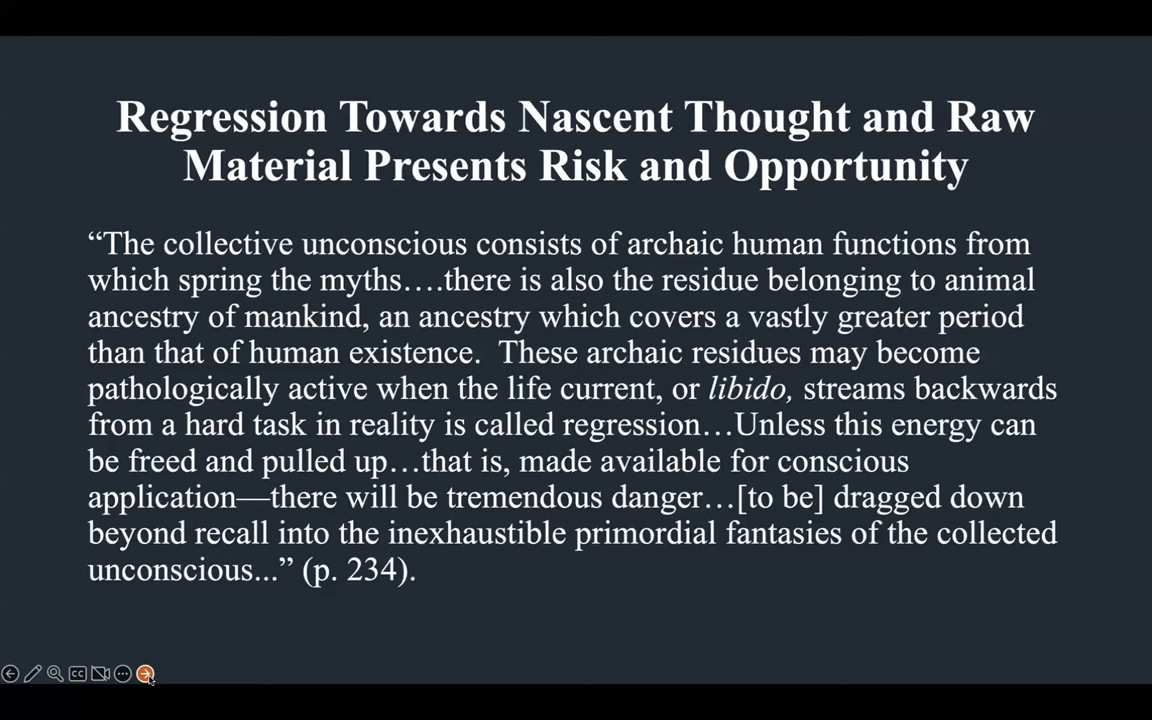 Regression Towards Nascent Thought and Raw
Material Presents Risk and Opportunity
“The collective unconscious consists of archaic human functions from
which spring the myths….there is also the residue belonging to animal
ancestry of mankind, an ancestry which covers a vastly greater period
than that of human existence.  These archaic residues may become
pathologically active when the life current, or libido, streams backwards
from a hard task in reality is called regression…Unless this energy can
be freed and pulled up…that is, made available for conscious
application—there will be tremendous danger…[to be] dragged down
beyond recall into the inexhaustible primordial fantasies of the collected
unconscious...” (p. 234).
CC